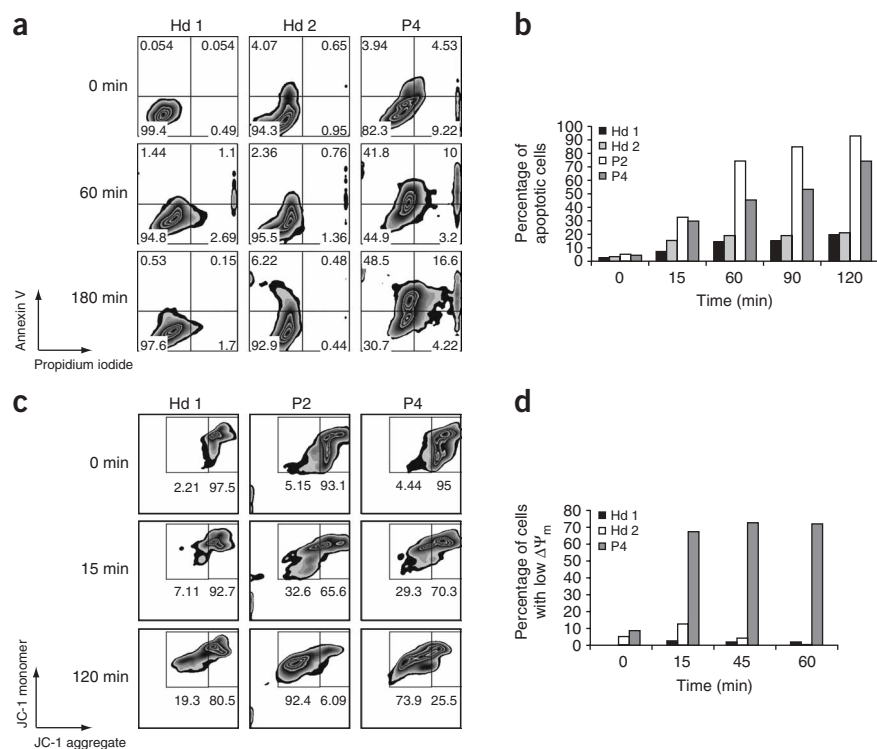 a
Hd 1 Hd 2 P4
0 min
0.054 0.054 4.07 0.65 3.94 4.53
99.4 0.49 94.3 0.95 82.3 9.22
60 min
1.44 1.1 2.36 0.76 41.8 10
94.8 2.69 95.5 1.36 44.9 3.2
180 min
0.53 0.15 6.22 0.48 48.5 16.6
97.6 1.7 92.9 0.44 30.7 4.22
Annexin V
Propidium iodide
b
Percentage of
apoptotic cells
100
90
80
70
60
50
40
30
20
10
0
Hd 1
Hd 2
P2
P4
0 15 60 90 120
Time (min)
c
Hd 1 P2 P4
0 min
2.21 97.5 5.15 93.1 4.44 95
15 min
7.11 92.7 32.6 65.6 29.3 70.3
120 min
19.3 80.5 92.4 6.09 73.9 25.5
JC-1 monomer
JC-1 aggregate
d
Percentage of cells
with low ΔΨm
80
70
60
50
40
30
20
10
0
Hd 1
Hd 2
P4
0 15 45 60
Time (min)